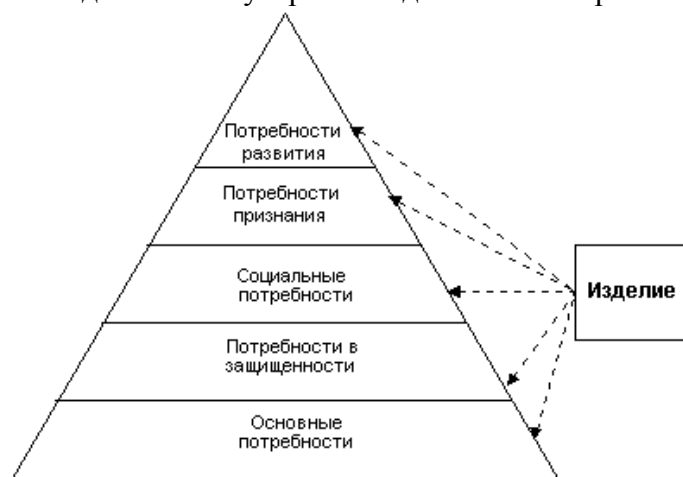 Потребности
развития
Потребности
признания
Социальные
потребности
Изделие
Потребности в
защищенности
Основные
потребности